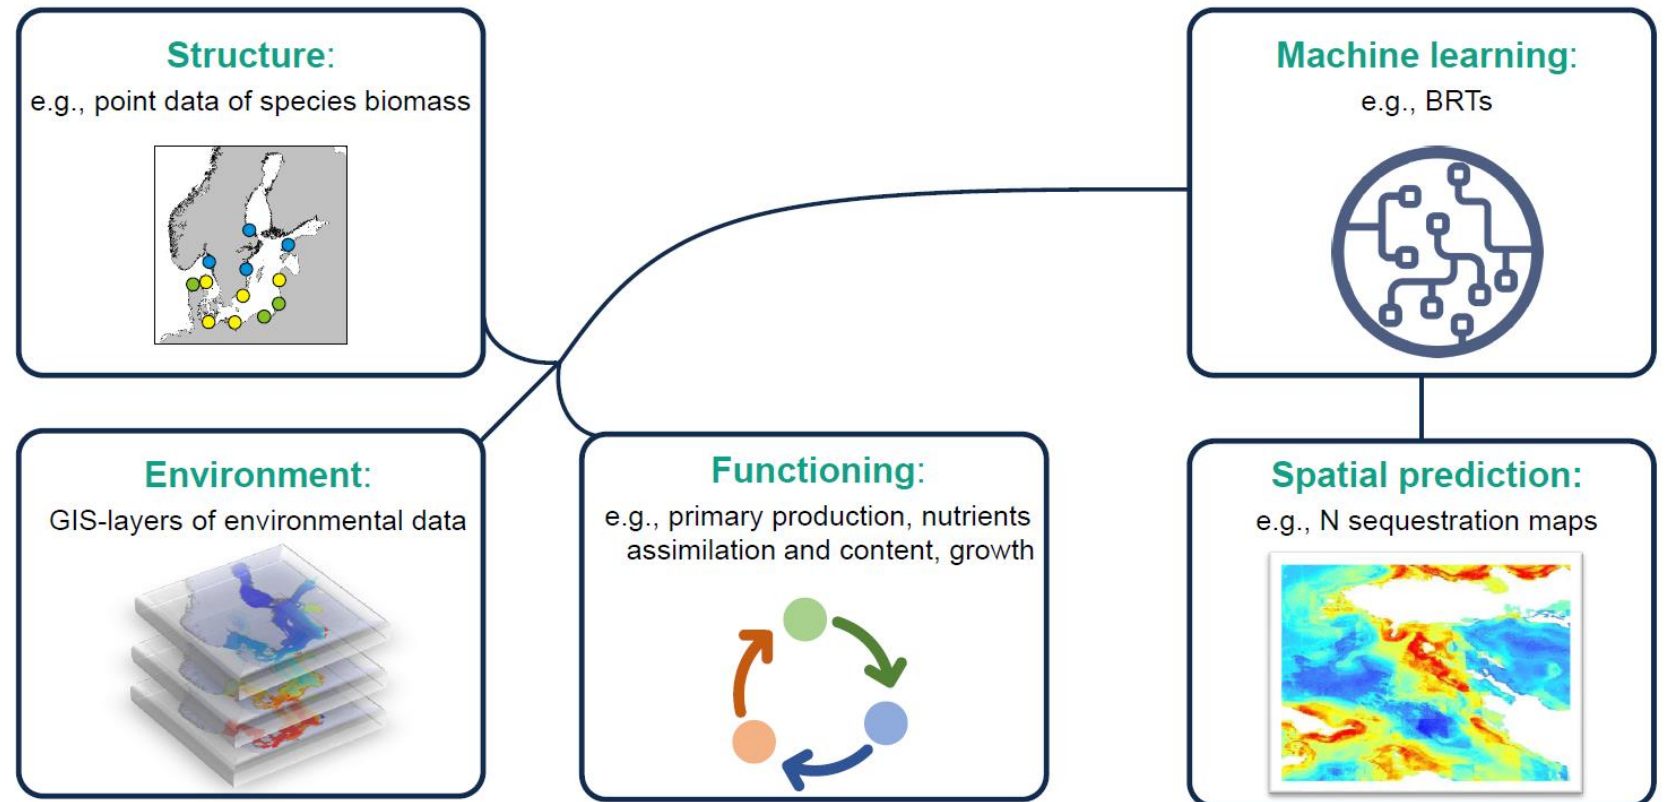 Structure:
e.g., point data of species biomass
Machine learning:
e.g., BRTs
Environment:
GIS-layers of environmental data
Functioning:
e.g., primary production, nutrients
assimilation and content, growth
Spatial prediction:
e.g., N sequestration maps